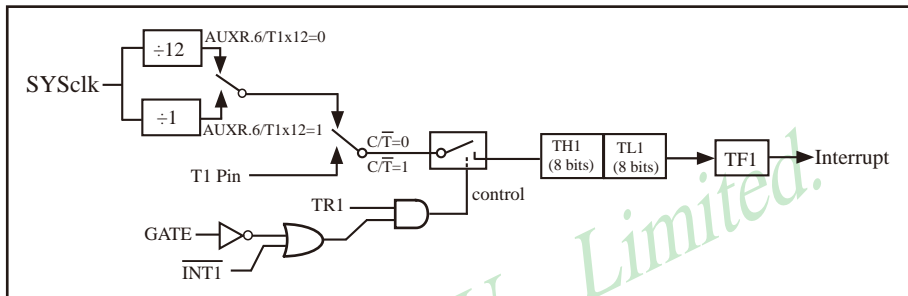 AUXR.6/T1x12=0
÷12
SYSclk
÷1
AUXR.6/T1x12=1
C/T̅=0
C/T̅=1
T1 Pin
TH1
(8 bits)
TL1
(8 bits)
TF1
Interrupt
control
TR1
GATE
I̅N̅T̅1̅
Limited.